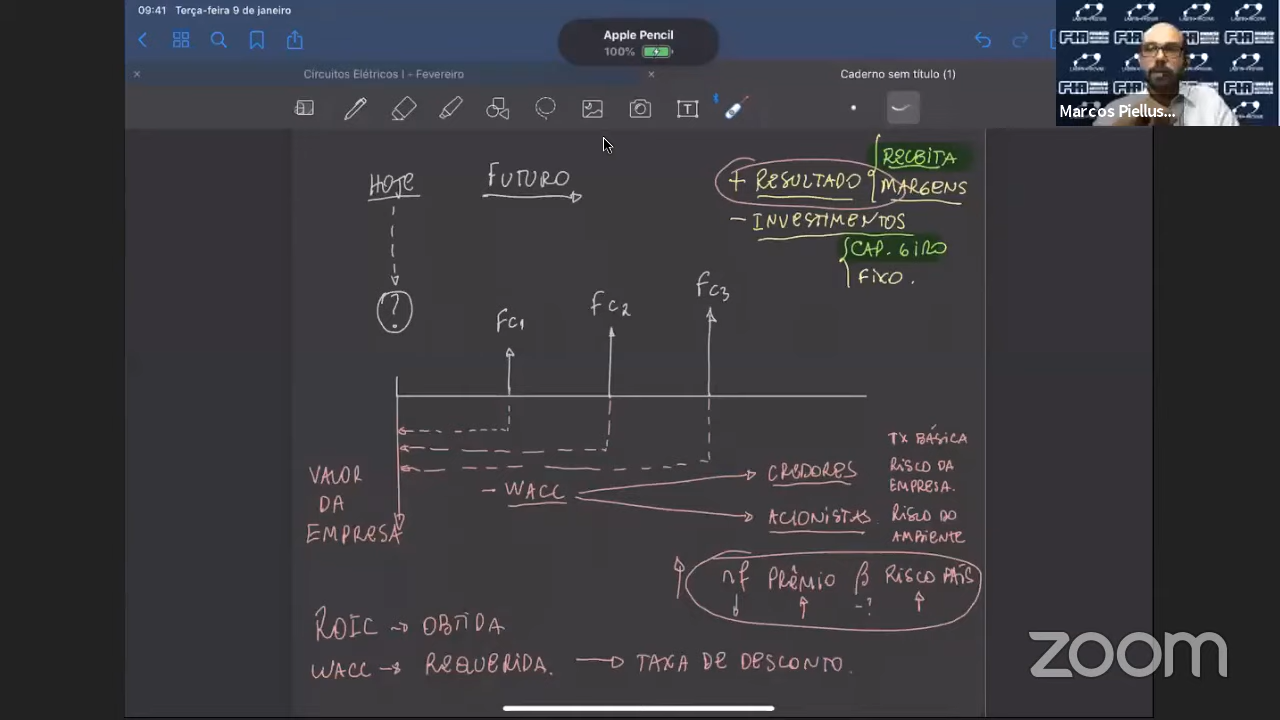 09:41 Terça-feira 9 de janeiro
Apple Pencil
100%
Circuitos Elétricos I - Fevereiro
Caderno sem título (1)
T
FIA
Marcos Piellus...
HOJE
FUTURO
+ RESULTADO
RECEITA
MARGENS
- INVESTIMENTOS
CAP. GIRO
FIXO.
?
FC1
FC2
FC3
VALOR
DA
EMPRESA
- WACC
CREDORES
ACIONISTAS
TX BÁSICA
RISCO DA
EMPRESA.
RISCO DO
AMBIENTE
rf PRÊMIO β RISCO PAÍS
-?
ROIC → OBTIDA
WACC → REQUERIDA. → TAXA DE DESCONTO.
zoom